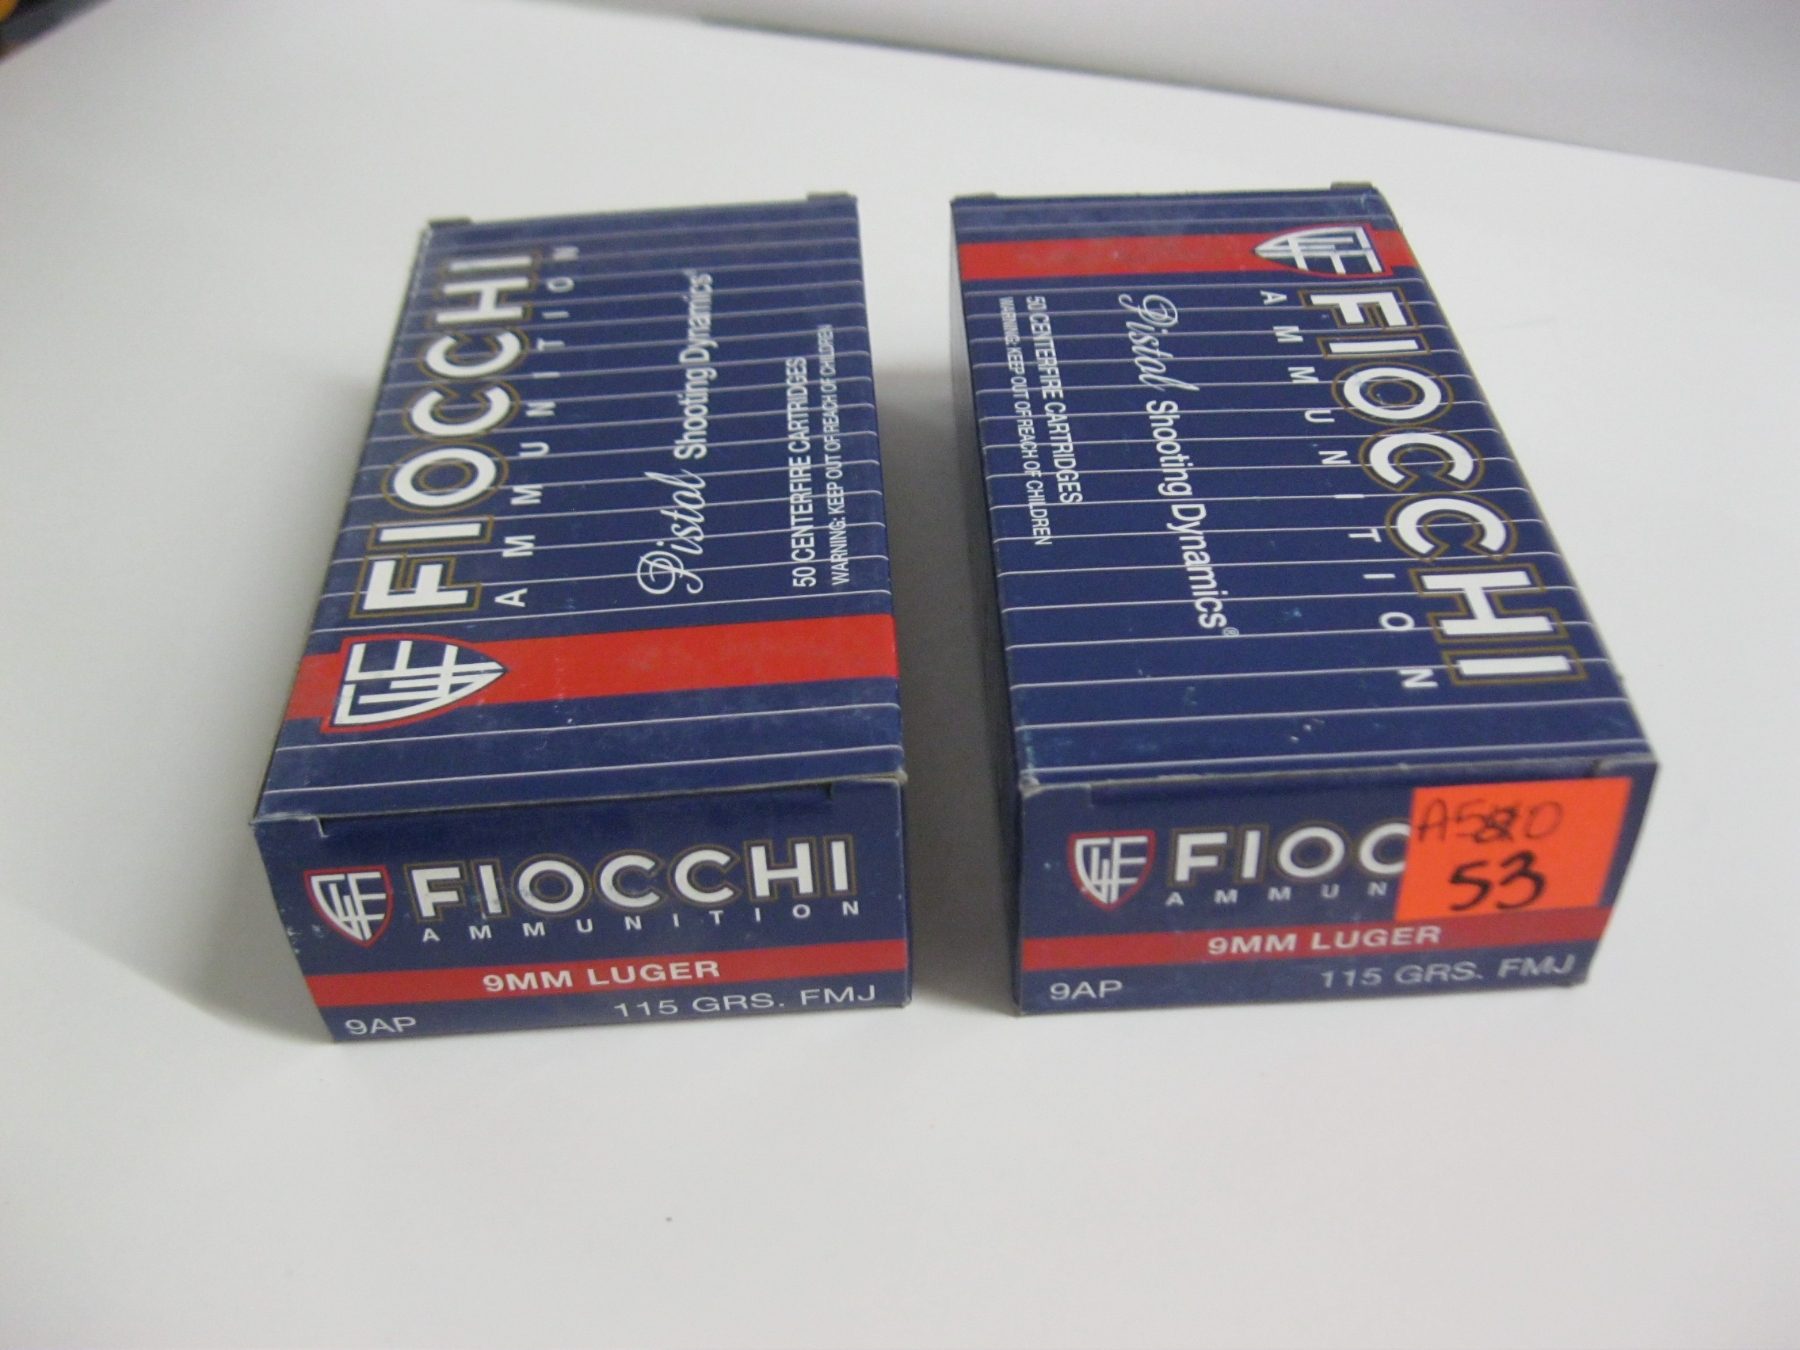 FIOCCHI
AMMUNITION
Pistol Shooting Dynamics®
50 CENTERFIRE CARTRIDGES
WARNING: KEEP OUT OF REACH OF CHILDREN
FIOCCHI
AMMUNITION
9MM LUGER
9AP
115 GRS. FMJ
FIOCCHI
AMMUNITION
Pistol Shooting Dynamics®
50 CENTERFIRE CARTRIDGES
WARNING: KEEP OUT OF REACH OF CHILDREN
FIOC
AMMUN
53
9MM LUGER
9AP
115 GRS. FMJ